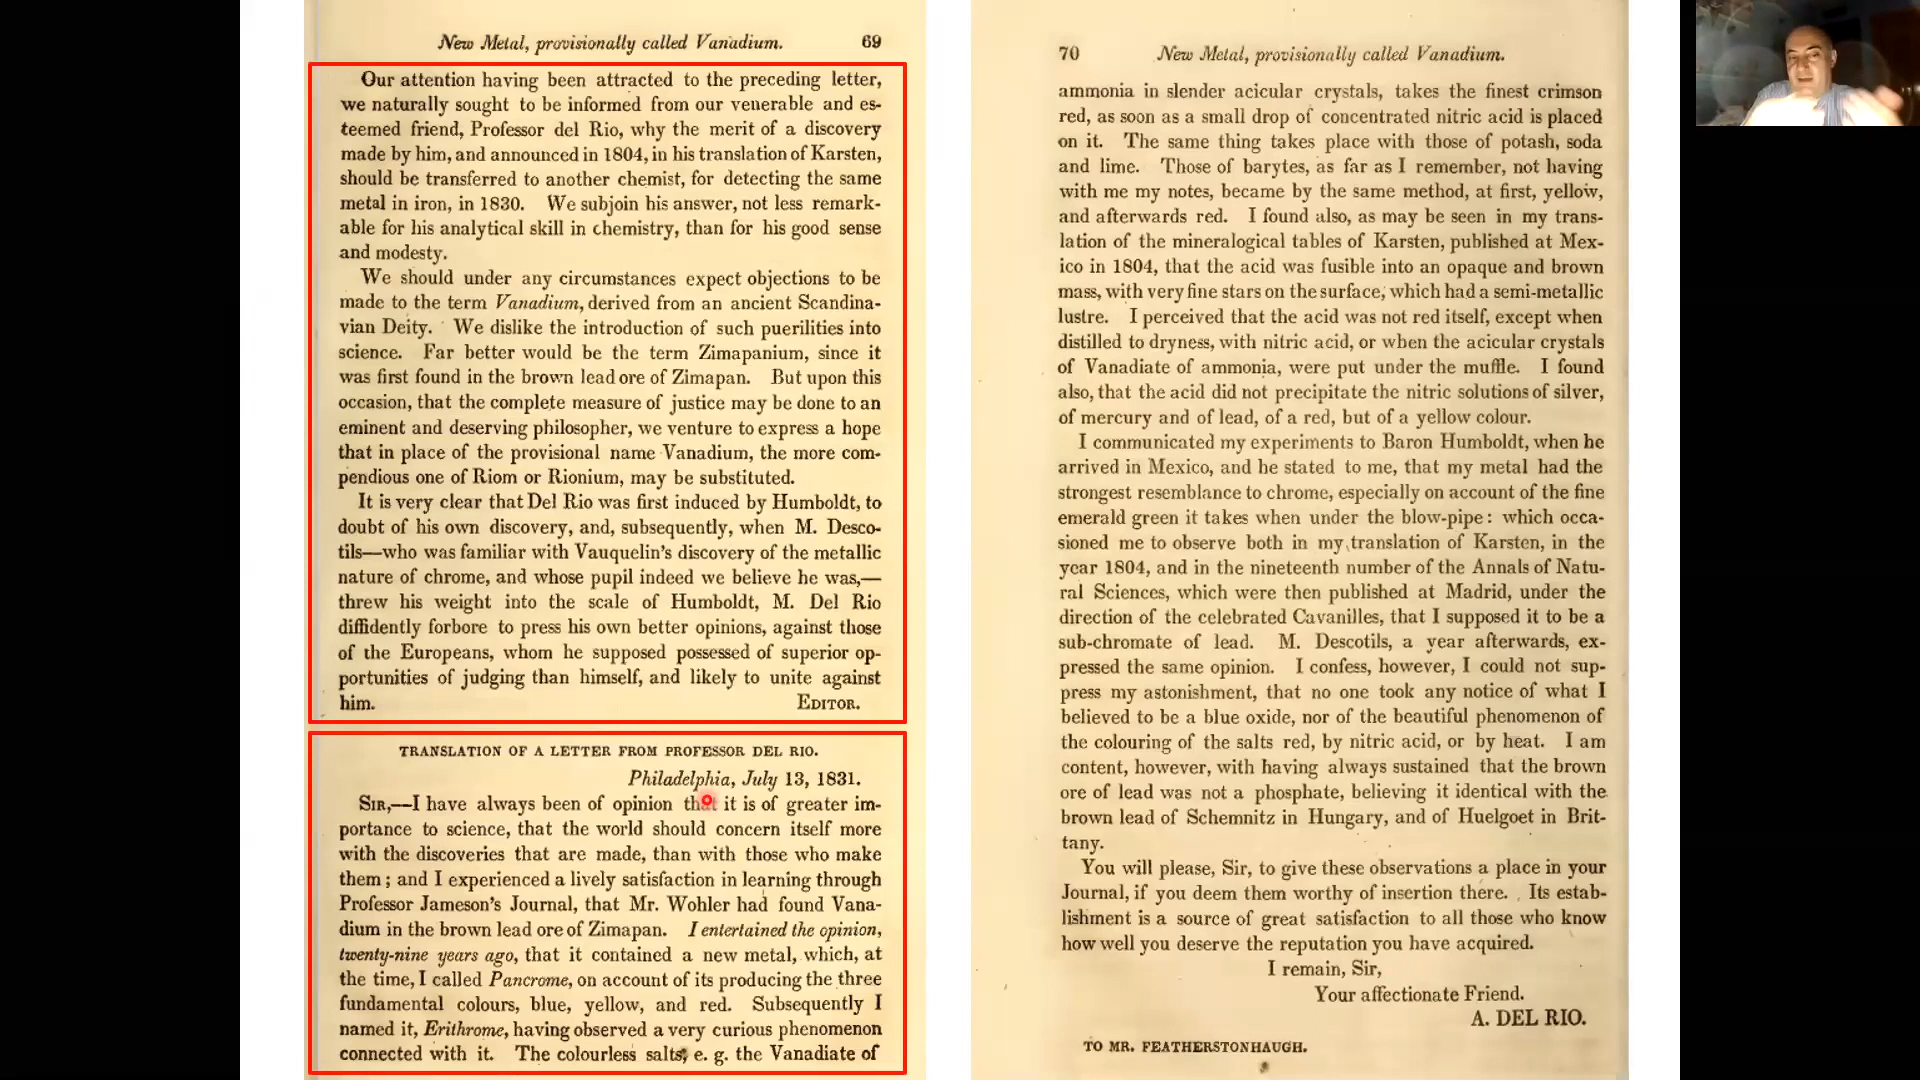 New Metal, provisionally called Vanadium. 69
Our attention having been attracted to the preceding letter,
we naturally sought to be informed from our venerable and es-
teemed friend, Professor del Rio, why the merit of a discovery
made by him, and announced in 1804, in his translation of Karsten,
should be transferred to another chemist, for detecting the same
metal in iron, in 1830. We subjoin his answer, not less remark-
able for his analytical skill in chemistry, than for his good sense
and modesty.
We should under any circumstances expect objections to be
made to the term Vanadium, derived from an ancient Scandina-
vian Deity. We dislike the introduction of such puerilities into
science. Far better would be the term Zimapanium, since it
was first found in the brown lead ore of Zimapan. But upon this
occasion, that the complete measure of justice may be done to an
eminent and deserving philosopher, we venture to express a hope
that in place of the provisional name Vanadium, the more com-
pendious one of Riom or Rionium, may be substituted.
It is very clear that Del Rio was first induced by Humboldt, to
doubt of his own discovery, and, subsequently, when M. Desco-
tils—who was familiar with Vauquelin's discovery of the metallic
nature of chrome, and whose pupil indeed we believe he was,—
threw his weight into the scale of Humboldt, M. Del Rio
diffidently forbore to press his own better opinions, against those
of the Europeans, whom he supposed possessed of superior op-
portunities of judging than himself, and likely to unite against
him. EDITOR.
TRANSLATION OF A LETTER FROM PROFESSOR DEL RIO.
Philadelphia, July 13, 1831.
SIR,—I have always been of opinion that it is of greater im-
portance to science, that the world should concern itself more
with the discoveries that are made, than with those who make
them; and I experienced a lively satisfaction in learning through
Professor Jameson's Journal, that Mr. Wohler had found Vana-
dium in the brown lead ore of Zimapan. I entertained the opinion,
twenty-nine years ago, that it contained a new metal, which, at
the time, I called Pancrome, on account of its producing the three
fundamental colours, blue, yellow, and red. Subsequently I
named it, Erithrome, having observed a very curious phenomenon
connected with it. The colourless salts, e. g. the Vanadiate of
70 New Metal, provisionally called Vanadium.
ammonia in slender acicular crystals, takes the finest crimson
red, as soon as a small drop of concentrated nitric acid is placed
on it. The same thing takes place with those of potash, soda
and lime. Those of barytes, as far as I remember, not having
with me my notes, became by the same method, at first, yellow,
and afterwards red. I found also, as may be seen in my trans-
lation of the mineralogical tables of Karsten, published at Mex-
ico in 1804, that the acid was fusible into an opaque and brown
mass, with very fine stars on the surface, which had a semi-metallic
lustre. I perceived that the acid was not red itself, except when
distilled to dryness, with nitric acid, or when the acicular crystals
of Vanadiate of ammonia, were put under the muffle. I found
also, that the acid did not precipitate the nitric solutions of silver,
of mercury and of lead, of a red, but of a yellow colour.
I communicated my experiments to Baron Humboldt, when he
arrived in Mexico, and he stated to me, that my metal had the
strongest resemblance to chrome, especially on account of the fine
emerald green it takes when under the blow-pipe: which occa-
sioned me to observe both in my translation of Karsten, in the
year 1804, and in the nineteenth number of the Annals of Natu-
ral Sciences, which were then published at Madrid, under the
direction of the celebrated Cavanilles, that I supposed it to be a
sub-chromate of lead. M. Descotils, a year afterwards, ex-
pressed the same opinion. I confess, however, I could not sup-
press my astonishment, that no one took any notice of what I
believed to be a blue oxide, nor of the beautiful phenomenon of
the colouring of the salts red, by nitric acid, or by heat. I am
content, however, with having always sustained that the brown
ore of lead was not a phosphate, believing it identical with the
brown lead of Schemnitz in Hungary, and of Huelgoet in Brit-
tany.
You will please, Sir, to give these observations a place in your
Journal, if you deem them worthy of insertion there. Its estab-
lishment is a source of great satisfaction to all those who know
how well you deserve the reputation you have acquired.
I remain, Sir,
Your affectionate Friend.
A. DEL RIO.
TO MR. FEATHERSTONHAUGH.